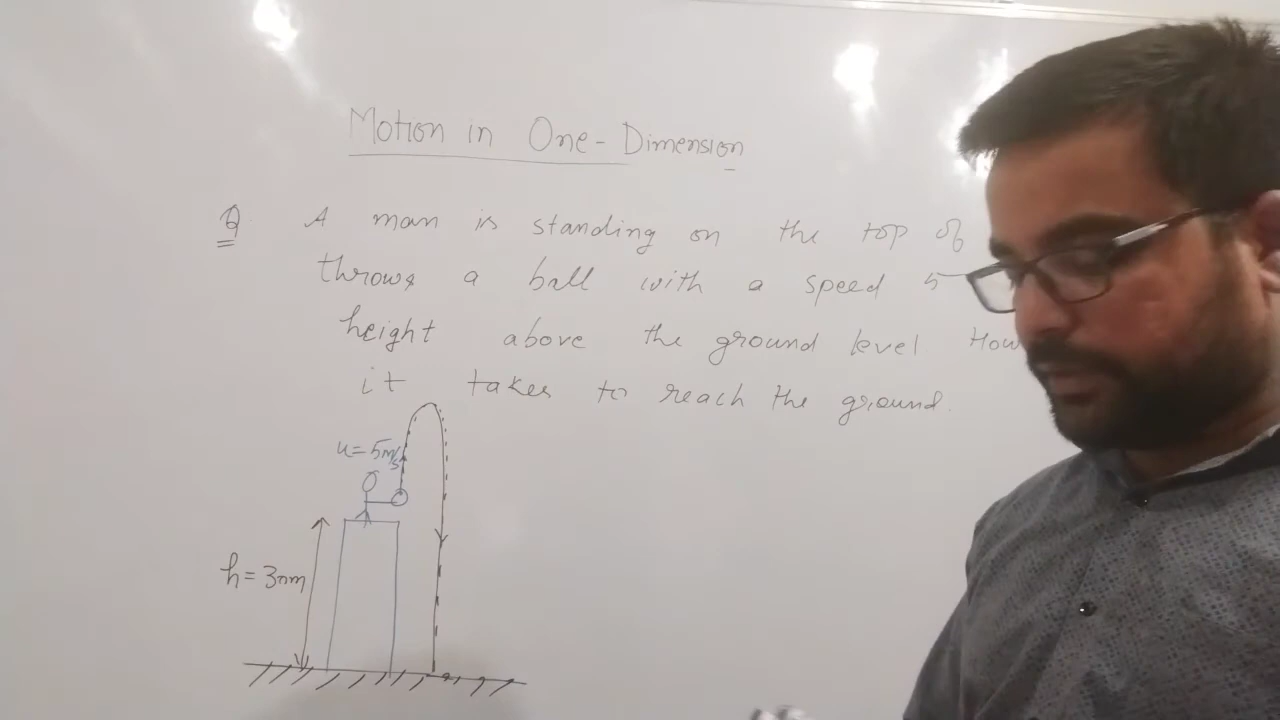 Motion in One-Dimension
Q A man is standing on the top of
throws a ball with a speed 5
height above the ground level How
it takes to reach the ground.
u=5m/s
h=30m